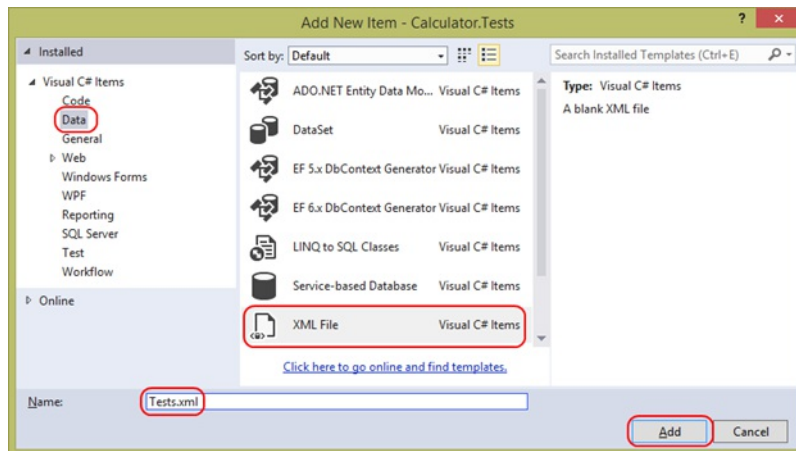 Add New Item - Calculator.Tests
?
Installed
Sort by: Default
Search Installed Templates (Ctrl+E)
Visual C# Items
Code
Data
General
Web
Windows Forms
WPF
Reporting
SQL Server
Test
Workflow
Online
ADO.NET Entity Data Mo... Visual C# Items
DataSet Visual C# Items
EF 5.x DbContext Generator Visual C# Items
EF 6.x DbContext Generator Visual C# Items
LINQ to SQL Classes Visual C# Items
Service-based Database Visual C# Items
XML File Visual C# Items
Click here to go online and find templates.
Type: Visual C# Items
A blank XML file
Name: Tests.xml
Add Cancel